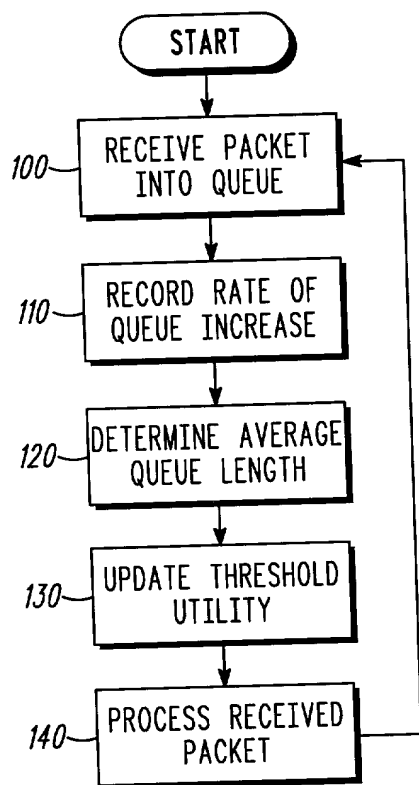 START
100
RECEIVE PACKET
INTO QUEUE
110
RECORD RATE OF
QUEUE INCREASE
120
DETERMINE AVERAGE
QUEUE LENGTH
130
UPDATE THRESHOLD
UTILITY
140
PROCESS RECEIVED
PACKET